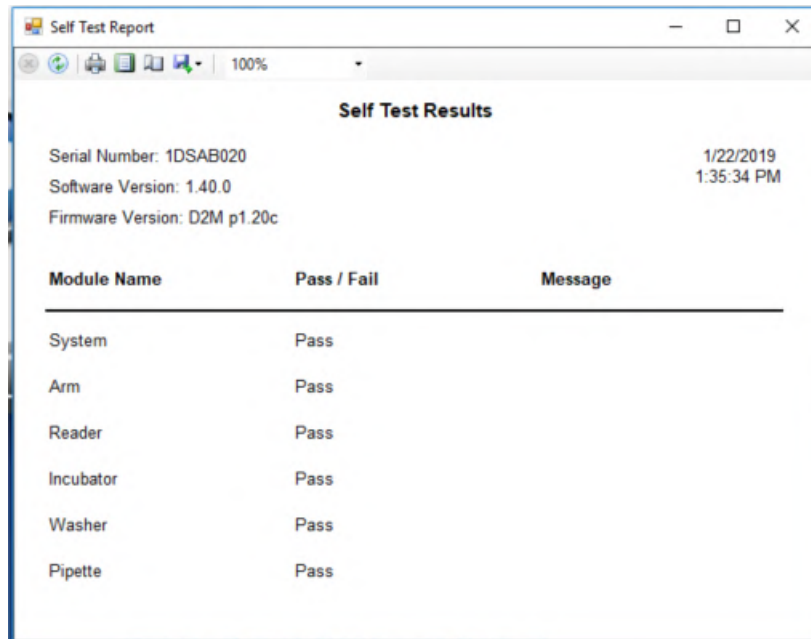 Self Test Report
100%
Self Test Results
Serial Number: 1DSAB020
1/22/2019
Software Version: 1.40.0
1:35:34 PM
Firmware Version: D2M p1.20c
Module Name Pass / Fail Message
System Pass
Arm Pass
Reader Pass
Incubator Pass
Washer Pass
Pipette Pass